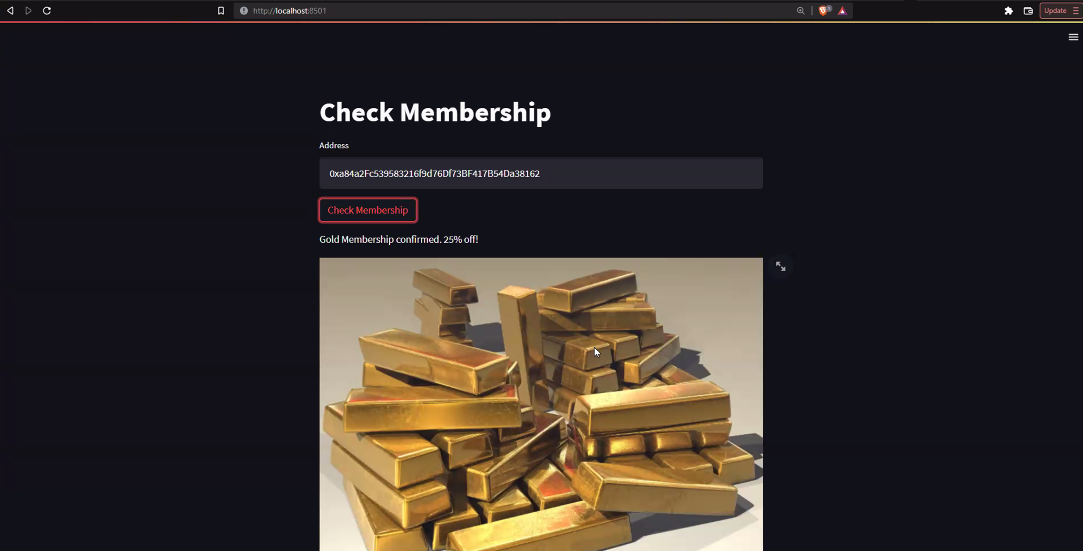 http://localhost:8501
Update
Check Membership
Address
0xa84a2Fc539583216f9d76Df73BF417B54Da38162
Check Membership
Gold Membership confirmed. 25% off!